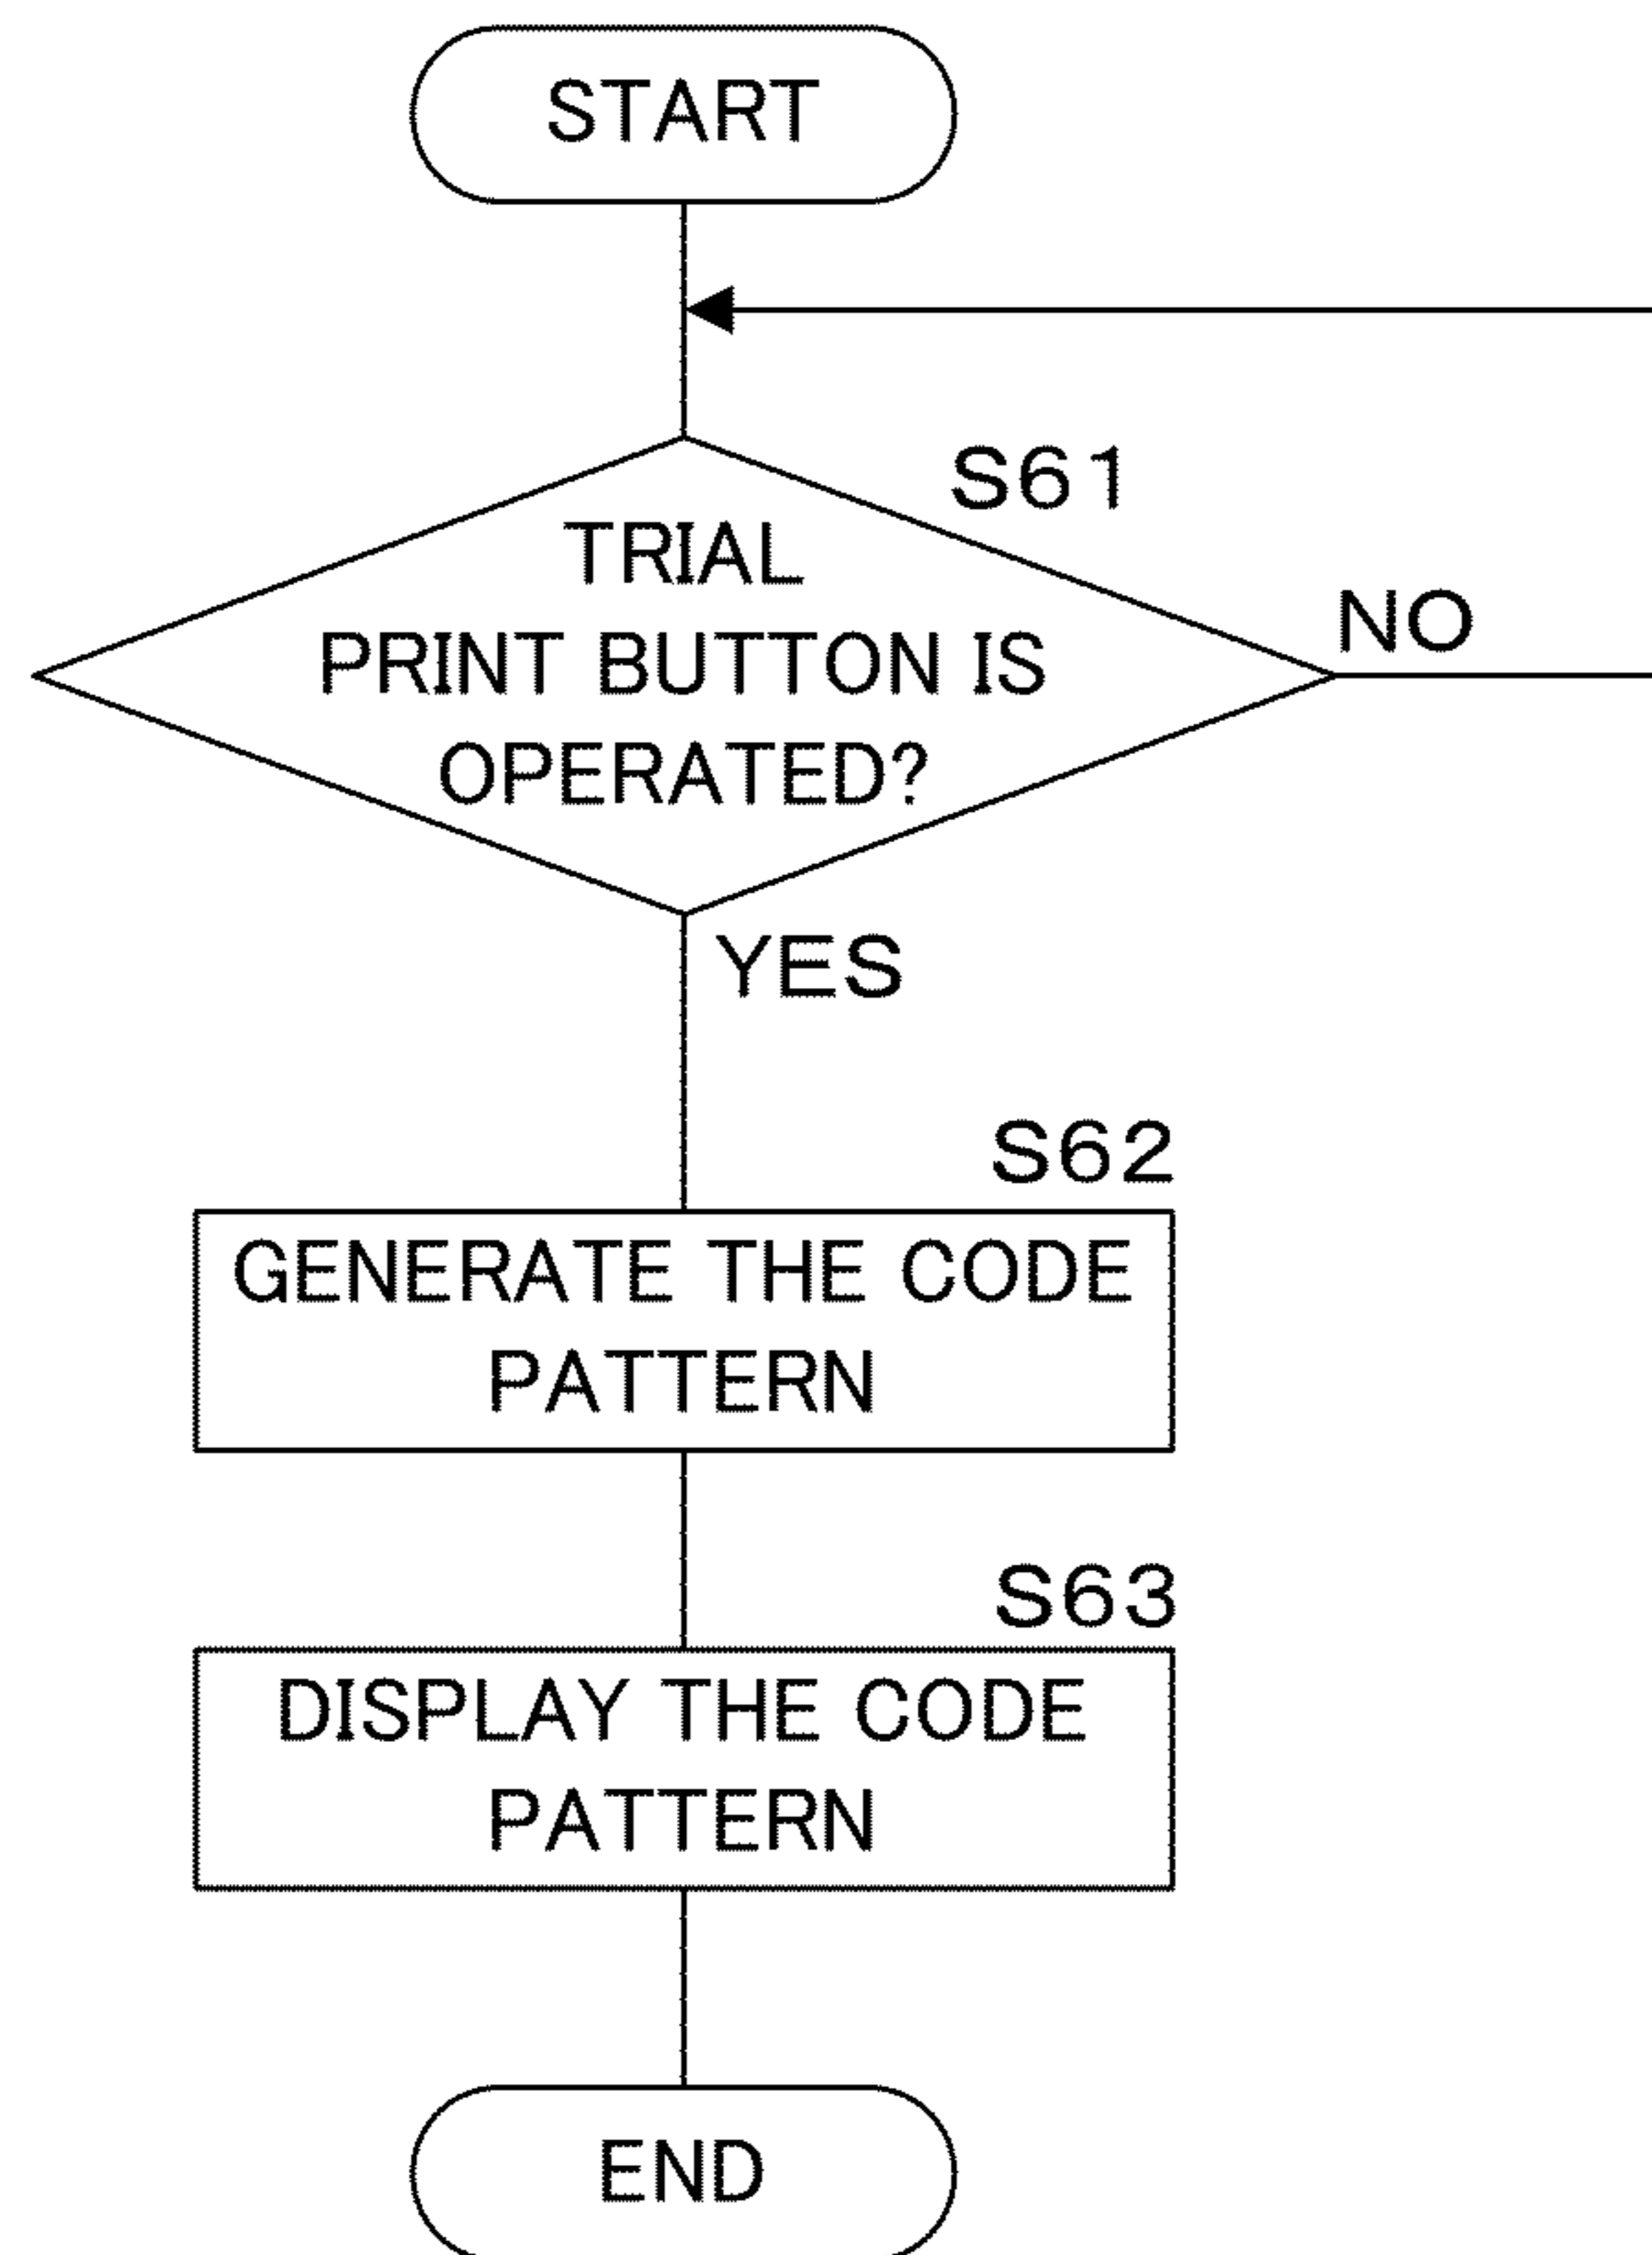 START
S61
TRIAL
PRINT BUTTON IS
OPERATED?
NO
YES
S62
GENERATE THE CODE
PATTERN
S63
DISPLAY THE CODE
PATTERN
END